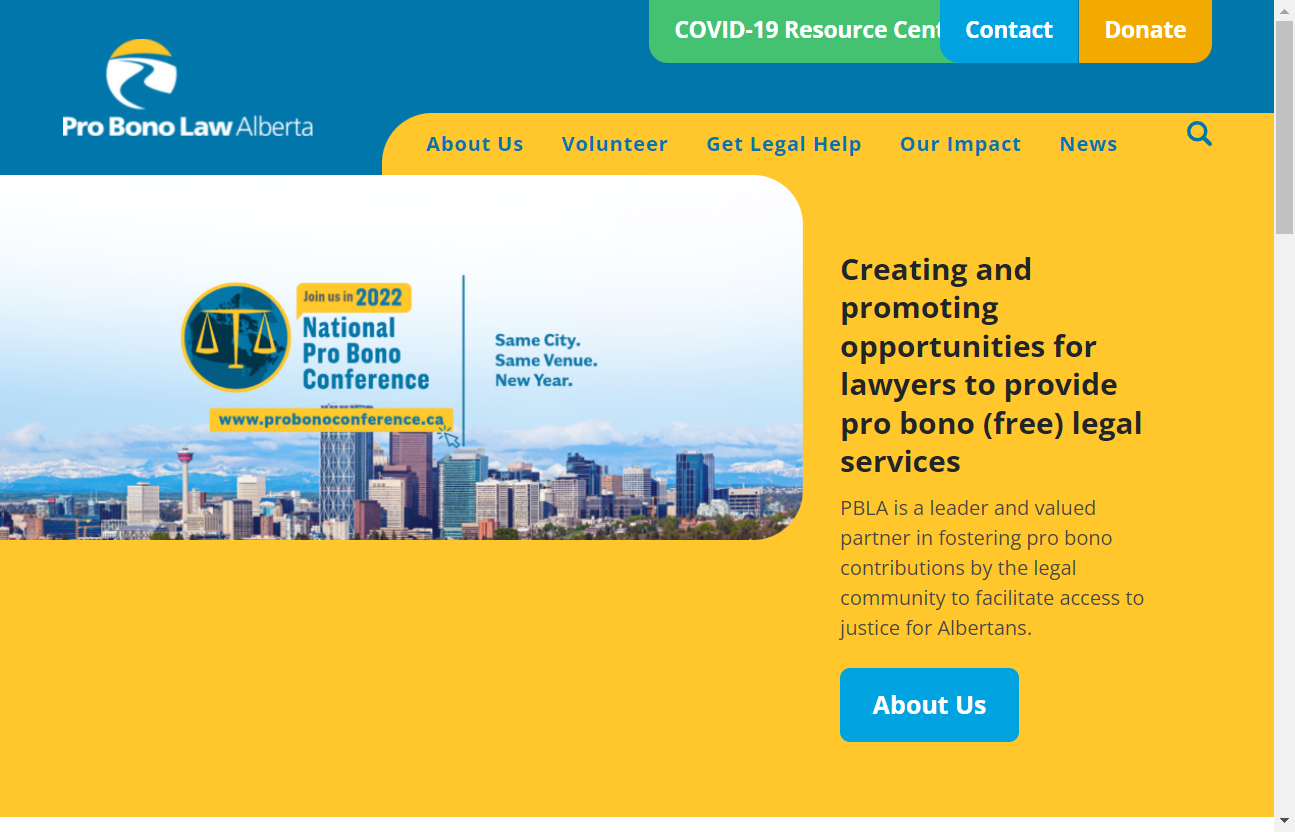 COVID-19 Resource Cent
Contact
Donate
Pro Bono Law Alberta
About Us
Volunteer
Get Legal Help
Our Impact
News
Join us in 2022
National
Pro Bono
Conference
www.probonoconference.ca
Same City.
Same Venue.
New Year.
Creating and
promoting
opportunities for
lawyers to provide
pro bono (free) legal
services
PBLA is a leader and valued
partner in fostering pro bono
contributions by the legal
community to facilitate access to
justice for Albertans.
About Us